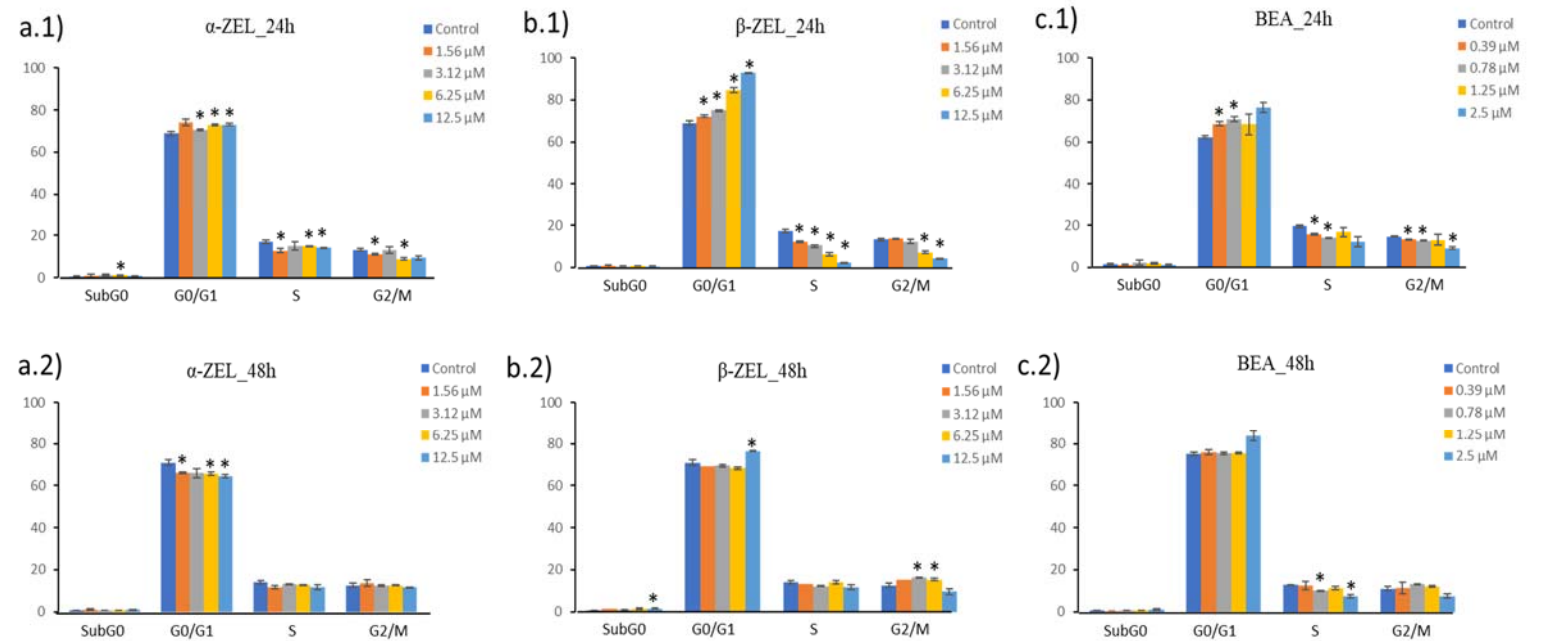 a.1)
α-ZEL_24h
Control
1.56 μM
3.12 μM
6.25 μM
12.5 μM
100
80
60
40
20
0
*
* * *
* * *
* *
SubG0 G0/G1 S G2/M
b.1)
β-ZEL_24h
Control
1.56 μM
3.12 μM
6.25 μM
12.5 μM
100
80
60
40
20
0
* * * *
* * * *
* *
SubG0 G0/G1 S G2/M
c.1)
BEA_24h
Control
0.39 μM
0.78 μM
1.25 μM
2.5 μM
100
80
60
40
20
0
* *
* *
* * *
SubG0 G0/G1 S G2/M
a.2)
α-ZEL_48h
Control
1.56 μM
3.12 μM
6.25 μM
12.5 μM
100
80
60
40
20
0
* * *
SubG0 G0/G1 S G2/M
b.2)
β-ZEL_48h
Control
1.56 μM
3.12 μM
6.25 μM
12.5 μM
100
80
60
40
20
0
*
*
* *
SubG0 G0/G1 S G2/M
c.2)
BEA_48h
Control
0.39 μM
0.78 μM
1.25 μM
2.5 μM
100
80
60
40
20
0
* *
SubG0 G0/G1 S G2/M